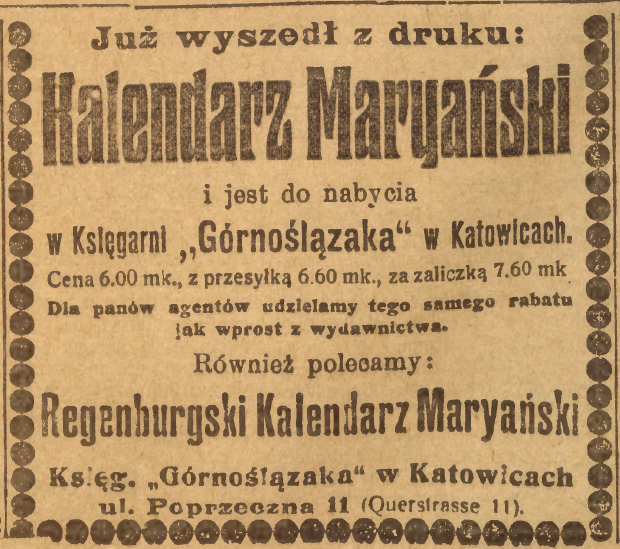 Już wyszedł z druku:
Kalendarz Maryański
i jest do nabycia
w Księgarni „Górnoślązaka“ w Katowicach.
Cena 6.00 mk., z przesyłką 6.60 mk., za zaliczką 7.60 mk
Dla panów agentów udzielamy tego samego rabatu
jak wprost z wydawnictwa.
Również polecamy:
Regenburgski Kalendarz Maryański
Księg. „Górnoślązaka“ w Katowicach
ul. Poprzeczna 11 (Querstrasse 11).